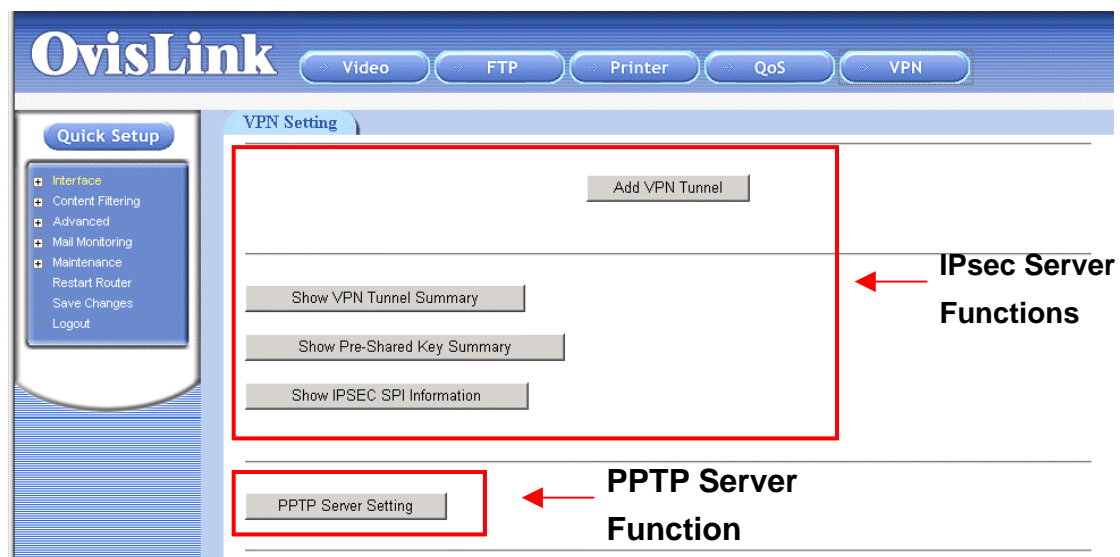 OvisLink
Video
FTP
Printer
QoS
VPN
Quick Setup
Interface
Content Filtering
Advanced
Mail Monitoring
Maintenance
Restart Router
Save Changes
Logout
VPN Setting
Add VPN Tunnel
Show VPN Tunnel Summary
Show Pre-Shared Key Summary
Show IPSEC SPI Information
IPsec Server
Functions
PPTP Server Setting
PPTP Server
Function